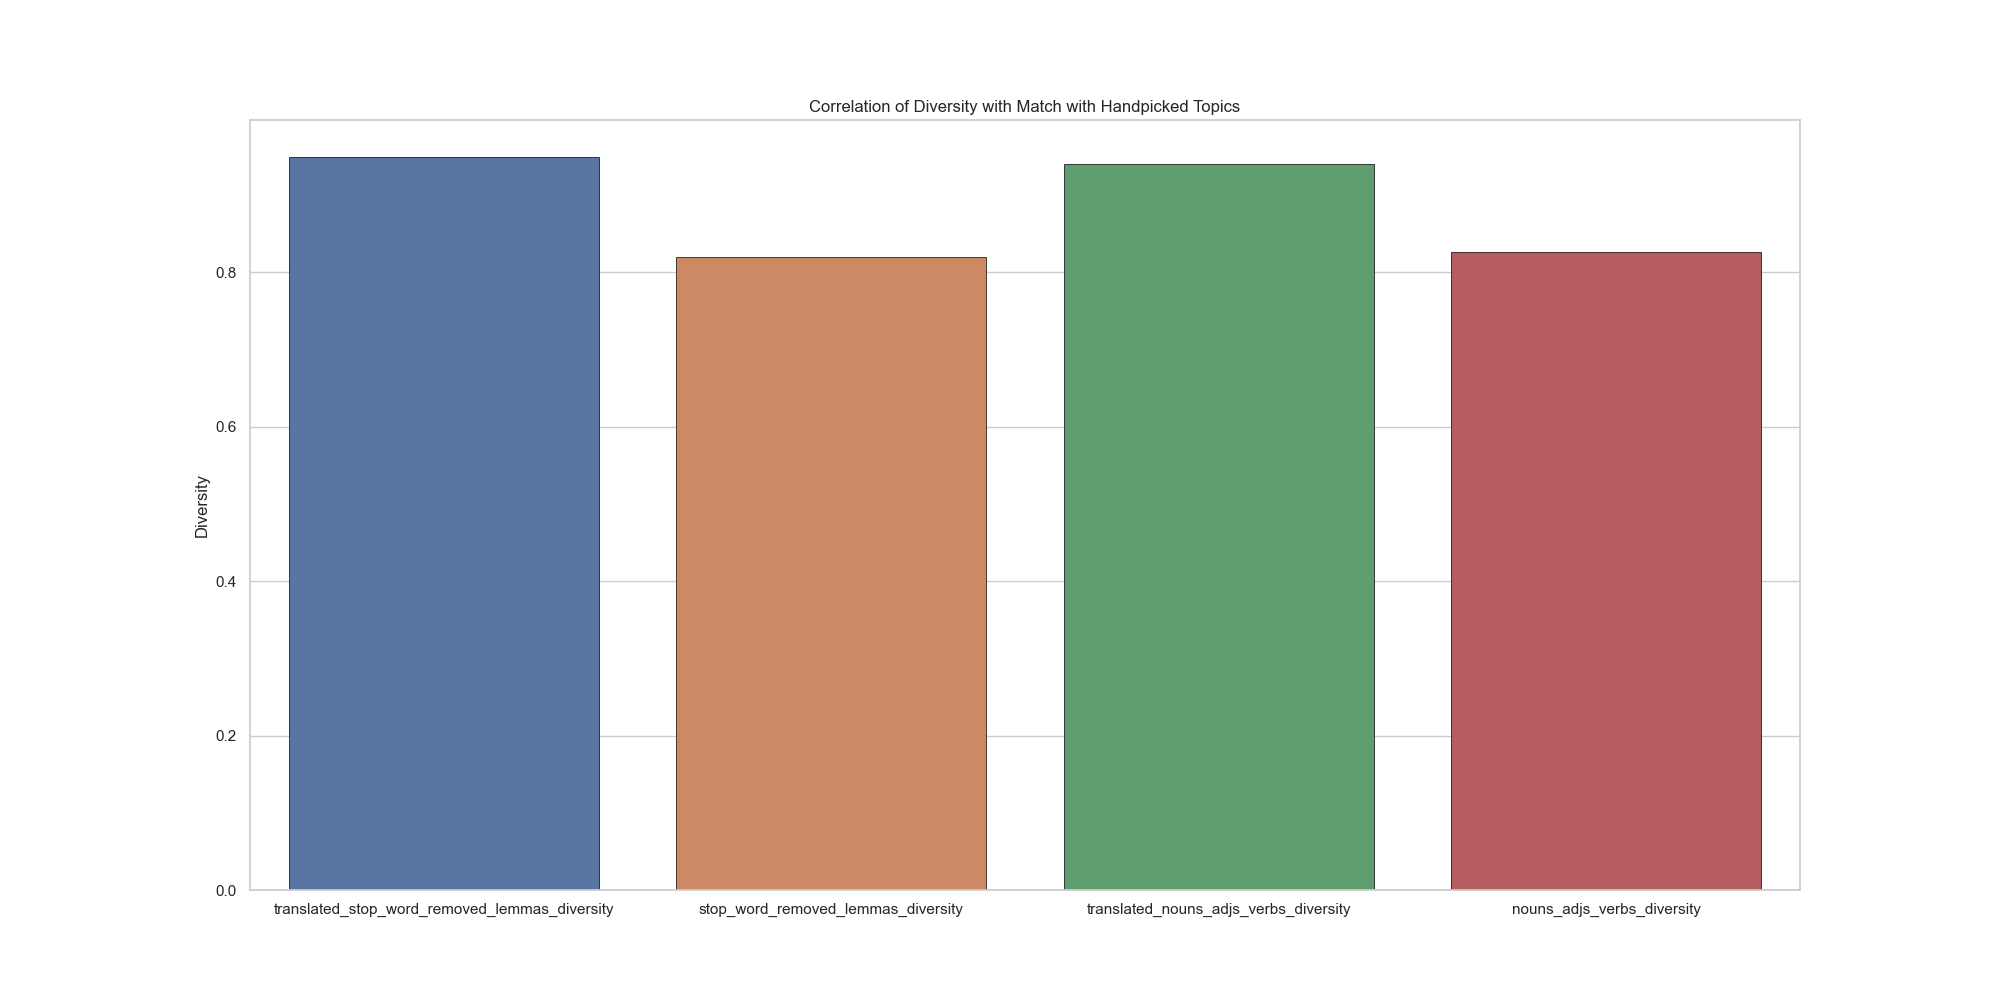 Correlation of Diversity with Match with Handpicked Topics
Diversity
0.8
0.6
0.4
0.2
0.0
translated_stop_word_removed_lemmas_diversity
stop_word_removed_lemmas_diversity
translated_nouns_adjs_verbs_diversity
nouns_adjs_verbs_diversity